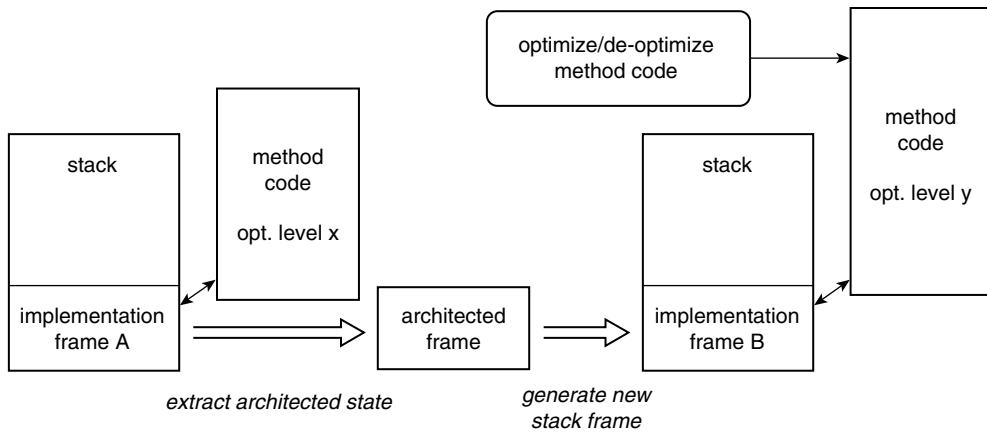 optimize/de-optimize
method code
method
code
opt. level y
stack
method
code
opt. level x
stack
implementation
frame A
architected
frame
implementation
frame B
extract architected state
generate new
stack frame